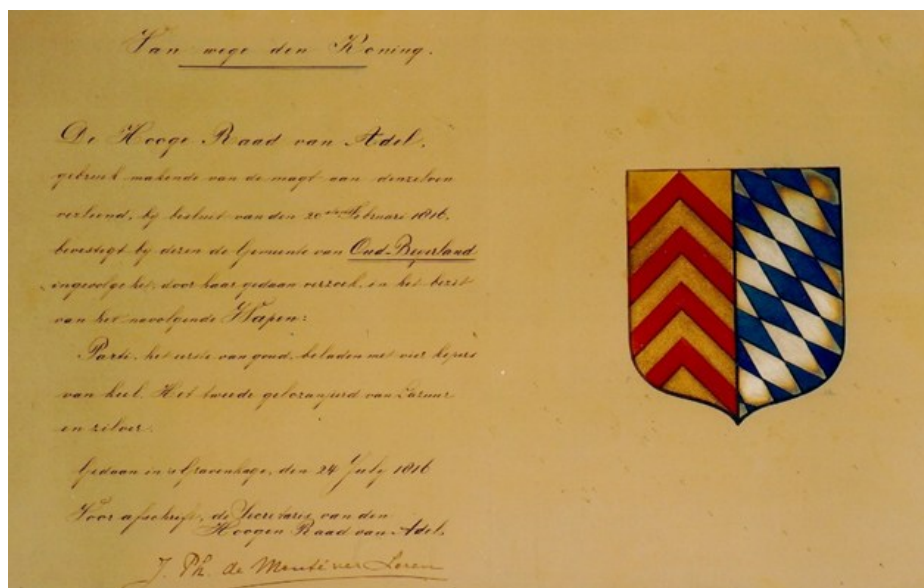 Van wege den Koning.
De Hooge Raad van Adel,
gebruik makende van de magt aan denzelven
verleend, bij besluit van den 20 Februari 1816,
bevestigt bij dezen de Gemeente van Oud-Beyerland
ingevolge het, door haar gedaan verzoek, in het bezit
van het navolgende Wapen:
Parti, het eerste van goud, beladen met vier kepers
van keel. Het tweede gelozanjeerd van Lazuur
en zilver.
Gedaan in 's Gravenhage, den 24 July 1816
Voor afschrift, de Secretaris van den
Hoogen Raad van Adel,
J. Ph. de Monté ver Loren